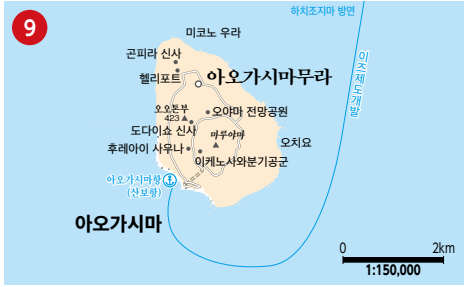 9
하치조지마 방면
미코노 우라
이즈제도개발
곤피라 신사
헬리포트
아오가시마무라
오오톤부
423
오야마 전망공원
도다이쇼 신사
마루야마
오치요
후레아이 사우나
이케노사와분기공군
아오가시마항
(산보항)
아오가시마
0 2km
1:150,000